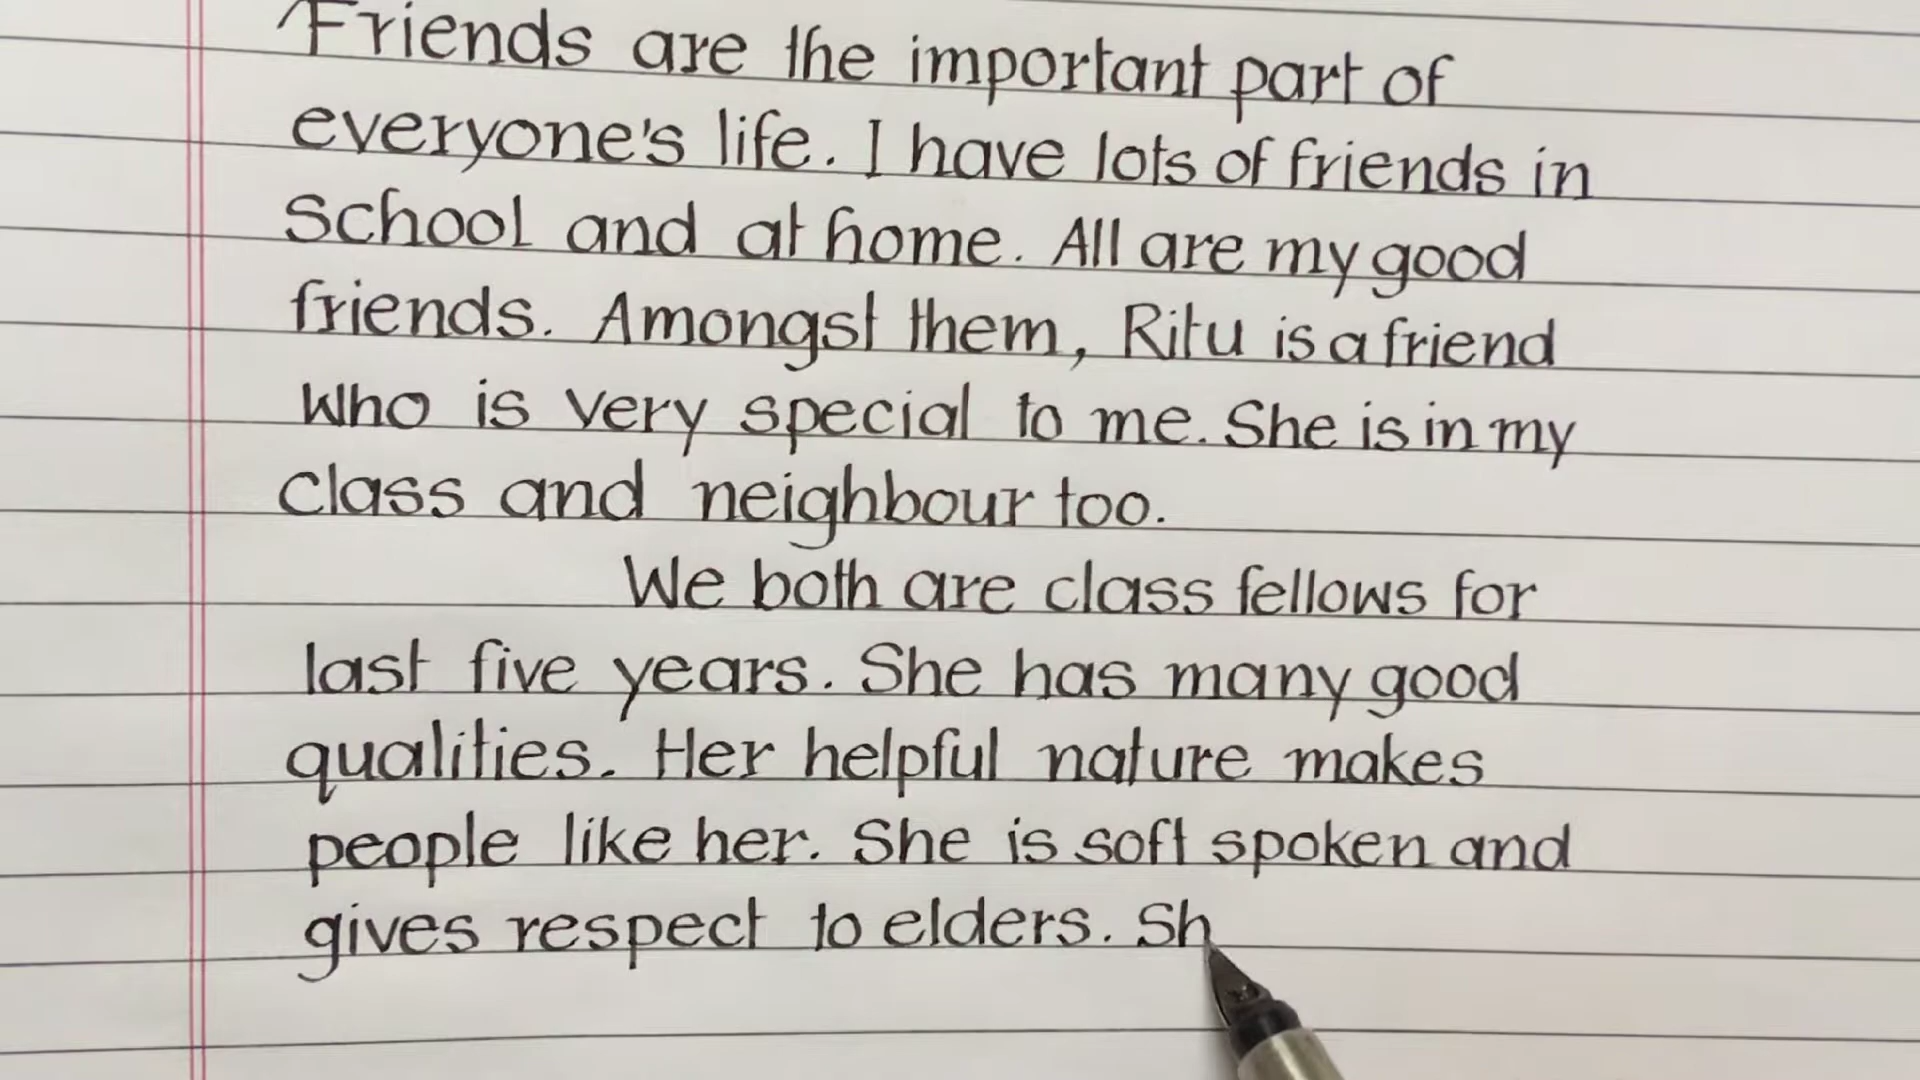 Friends are the important part of
everyone's life. I have lots of friends in
School and at home. All are my good
friends. Amongst them, Ritu is a friend
Who is very special to me. She is in my
class and neighbour too.
We both are class fellows for
last five years. She has many good
qualities. Her helpful nature makes
people like her. She is soft spoken and
gives respect to elders. Sh